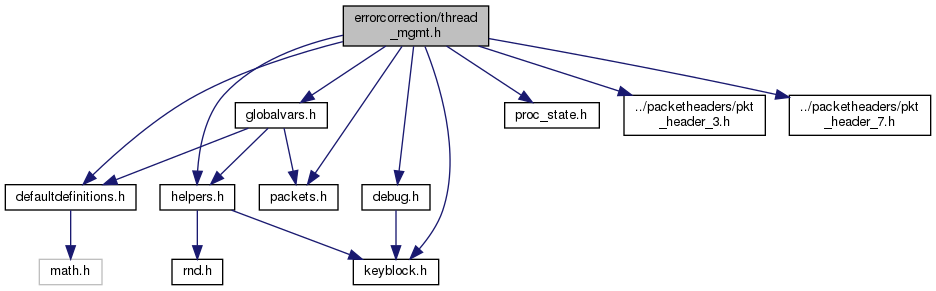 errorcorrection/thread
_mgmt.h
globalvars.h
proc_state.h
../packetheaders/pkt
_header_3.h
../packetheaders/pkt
_header_7.h
defaultdefinitions.h
helpers.h
packets.h
debug.h
math.h
rnd.h
keyblock.h